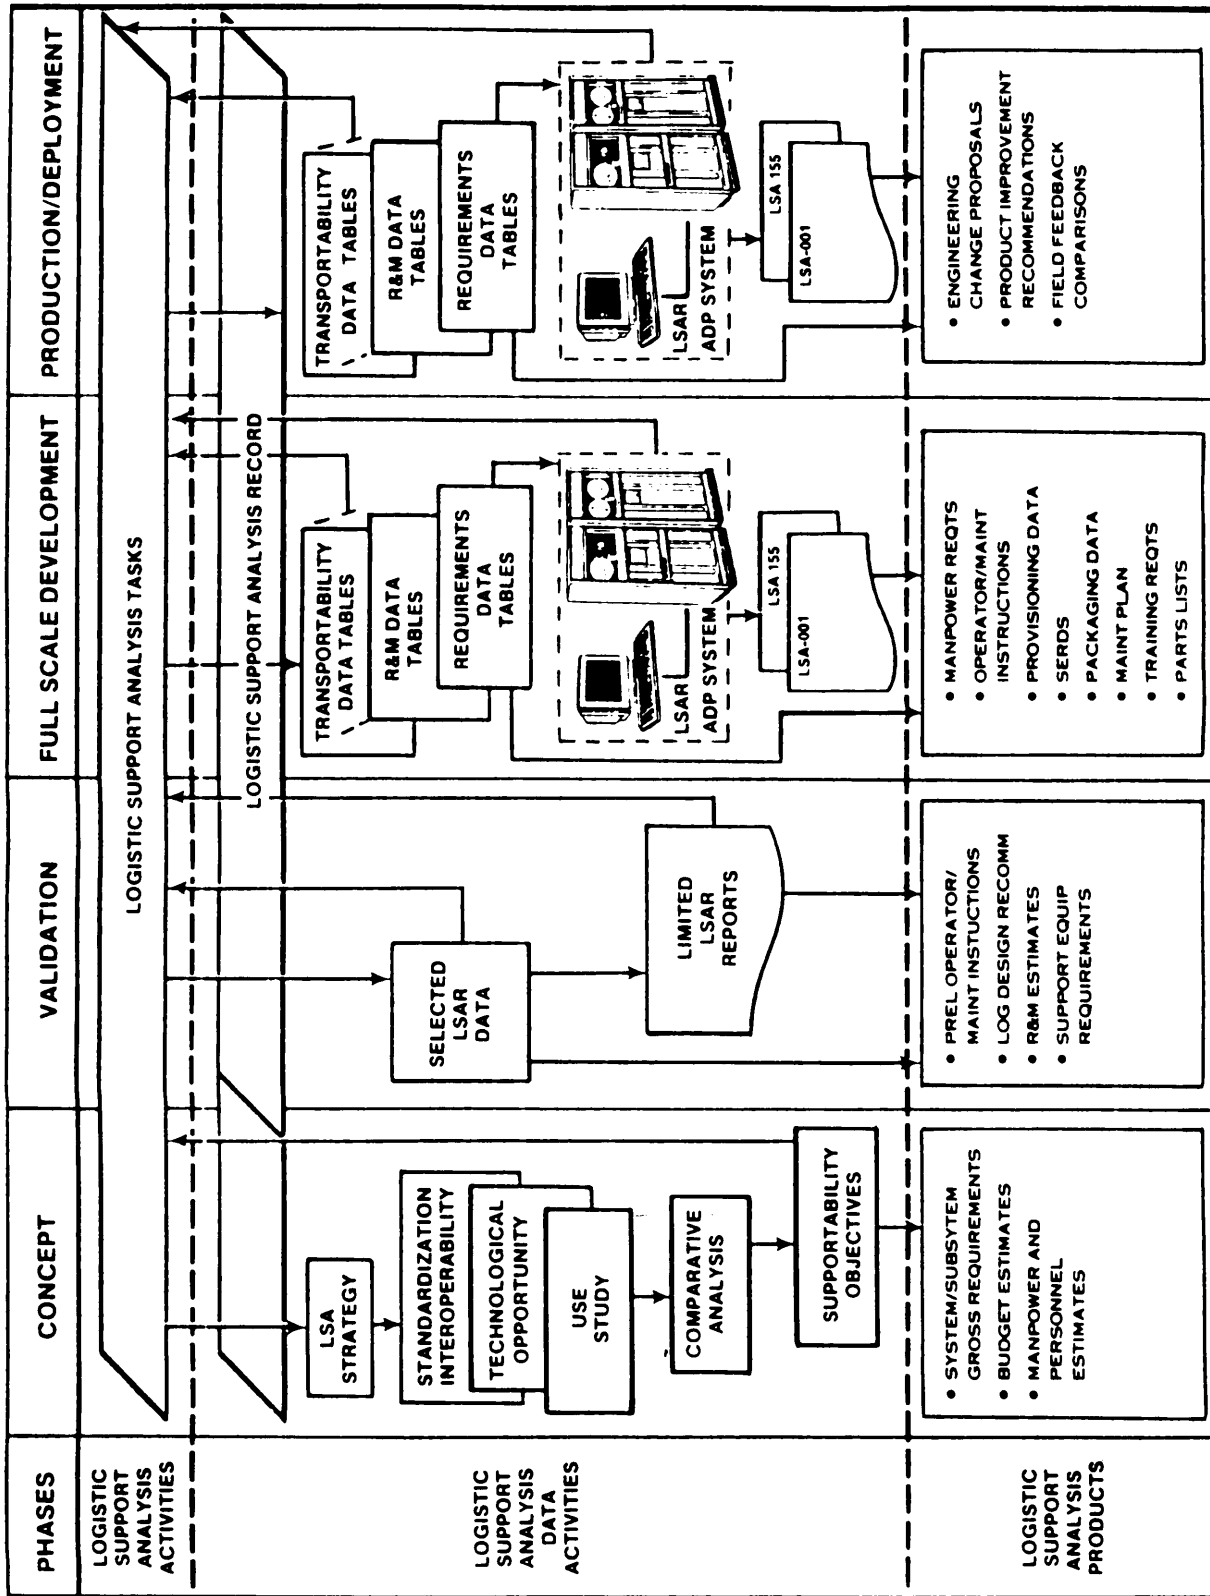 PHASES
CONCEPT
VALIDATION
FULL SCALE DEVELOPMENT
PRODUCTION/DEPLOYMENT
LOGISTIC
SUPPORT
ANALYSIS
ACTIVITIES
LOGISTIC SUPPORT ANALYSIS TASKS
LOGISTIC SUPPORT ANALYSIS RECORD
LOGISTIC
SUPPORT
ANALYSIS
DATA
ACTIVITIES
LSA
STRATEGY
STANDARDIZATION
INTEROPERABILITY
TECHNOLOGICAL
OPPORTUNITY
USE
STUDY
COMPARATIVE
ANALYSIS
SUPPORTABILITY
OBJECTIVES
SELECTED
LSAR
DATA
LIMITED
LSAR
REPORTS
TRANSPORTABILITY
DATA TABLES
R&M DATA
TABLES
REQUIREMENTS
DATA
TABLES
LSAR
ADP SYSTEM
LSA 155
LSA-001
TRANSPORTABILITY
DATA TABLES
R&M DATA
TABLES
REQUIREMENTS
DATA
TABLES
LSAR
ADP SYSTEM
LSA 155
LSA-001
LOGISTIC
SUPPORT
ANALYSIS
PRODUCTS
• SYSTEM/SUBSYTEM
GROSS REQUIREMENTS
• BUDGET ESTIMATES
• MANPOWER AND
PERSONNEL
ESTIMATES
• PREL OPERATOR/
MAINT INSTUCTIONS
• LOG DESIGN RECOMM
• R&M ESTIMATES
• SUPPORT EQUIP
REQUIREMENTS
• MANPOWER REQTS
• OPERATOR/MAINT
INSTRUCTIONS
• PROVISIONING DATA
• SERDS
• PACKAGING DATA
• MAINT PLAN
• TRAINING REQTS
• PARTS LISTS
• ENGINEERING
CHANGE PROPOSALS
• PRODUCT IMPROVEMENT
RECOMMENDATIONS
• FIELD FEEDBACK
COMPARISONS